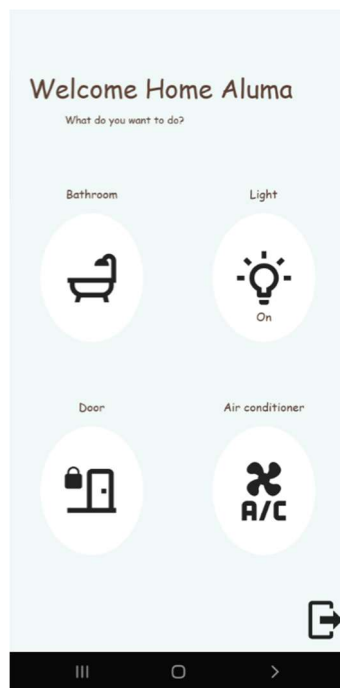 Welcome Home Aluma
What do you want to do?
Bathroom
Light
On
Door
Air conditioner
A/C